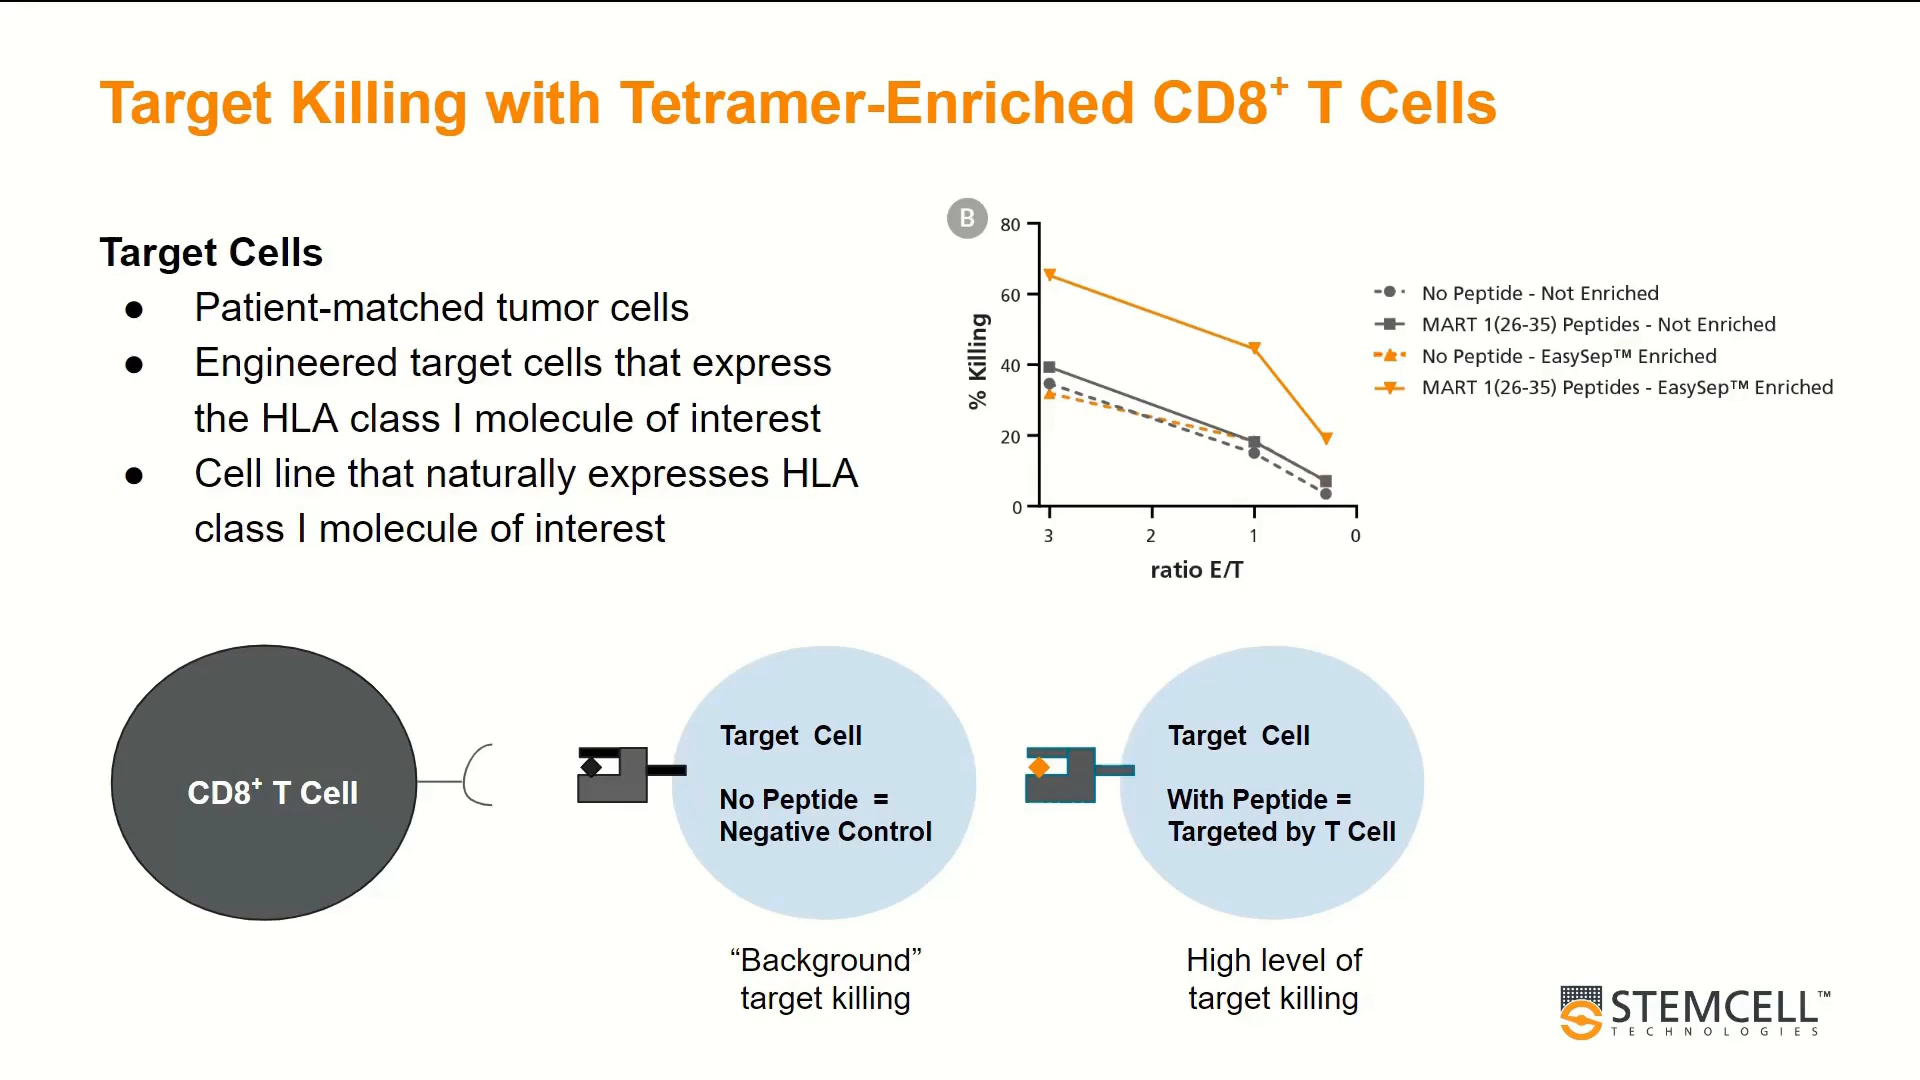 Target Killing with Tetramer-Enriched CD8⁺ T Cells
Target Cells
● Patient-matched tumor cells
● Engineered target cells that express
the HLA class I molecule of interest
● Cell line that naturally expresses HLA
class I molecule of interest
B
80
60
40
20
0
% Killing
3 2 1 0
ratio E/T
No Peptide - Not Enriched
MART 1(26-35) Peptides - Not Enriched
No Peptide - EasySep™ Enriched
MART 1(26-35) Peptides - EasySep™ Enriched
CD8⁺ T Cell
Target Cell
No Peptide =
Negative Control
“Background”
target killing
Target Cell
With Peptide =
Targeted by T Cell
High level of
target killing
STEMCELL™
TECHNOLOGIES